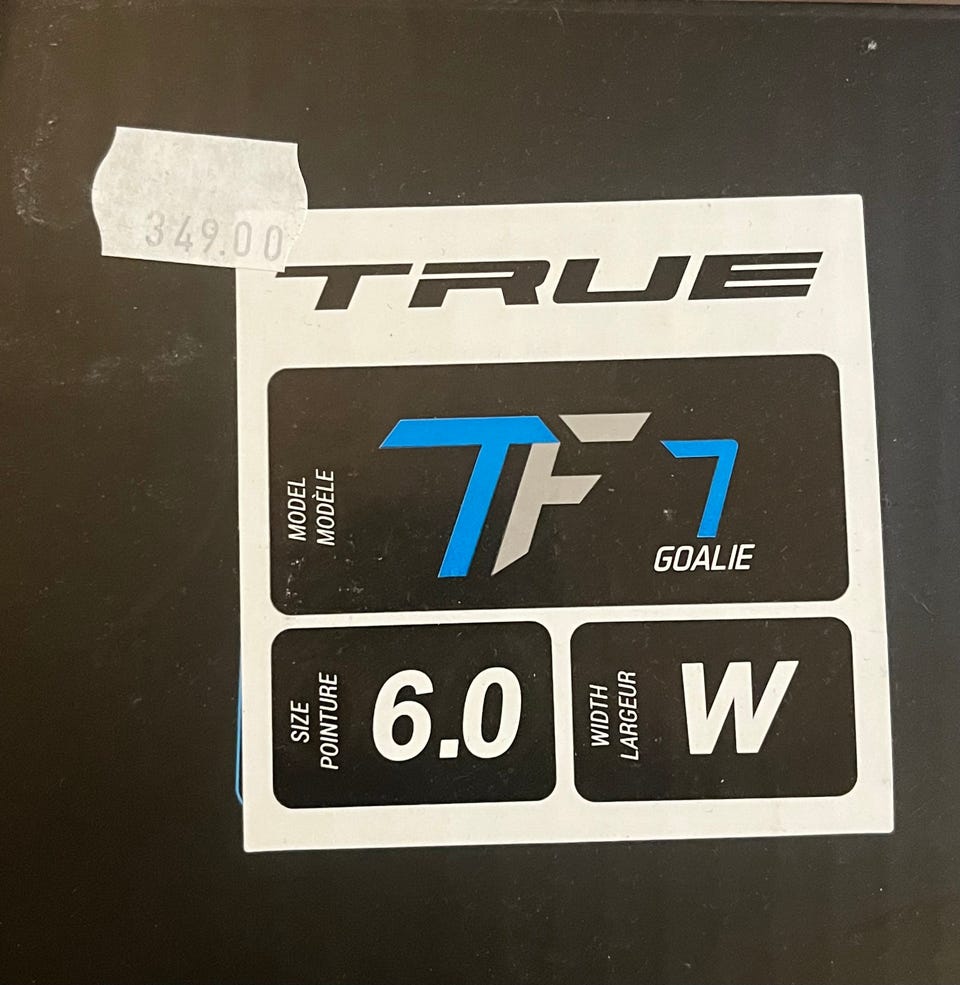 349.00
TRUE
MODEL
MODÈLE
TF7
GOALIE
SIZE
POINTURE
6.0
WIDTH
LARGEUR
W